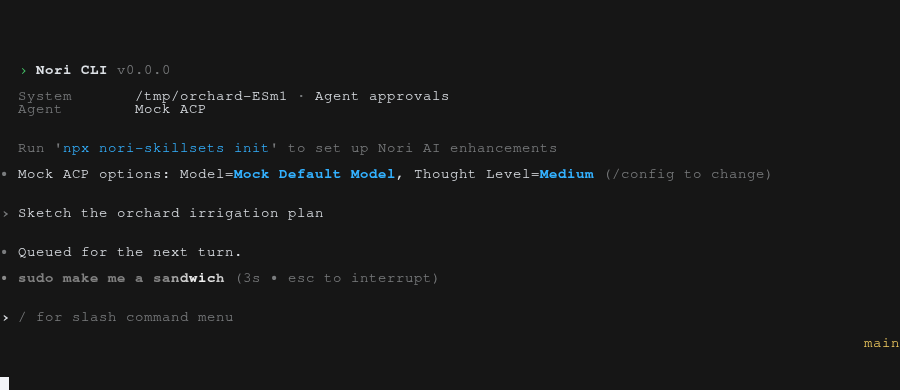 › Nori CLI v0.0.0
System /tmp/orchard-ESm1 · Agent approvals
Agent Mock ACP
Run 'npx nori-skillsets init' to set up Nori AI enhancements
• Mock ACP options: Model=Mock Default Model, Thought Level=Medium (/config to change)
› Sketch the orchard irrigation plan
• Queued for the next turn.
• sudo make me a sandwich (3s • esc to interrupt)
› / for slash command menu
main